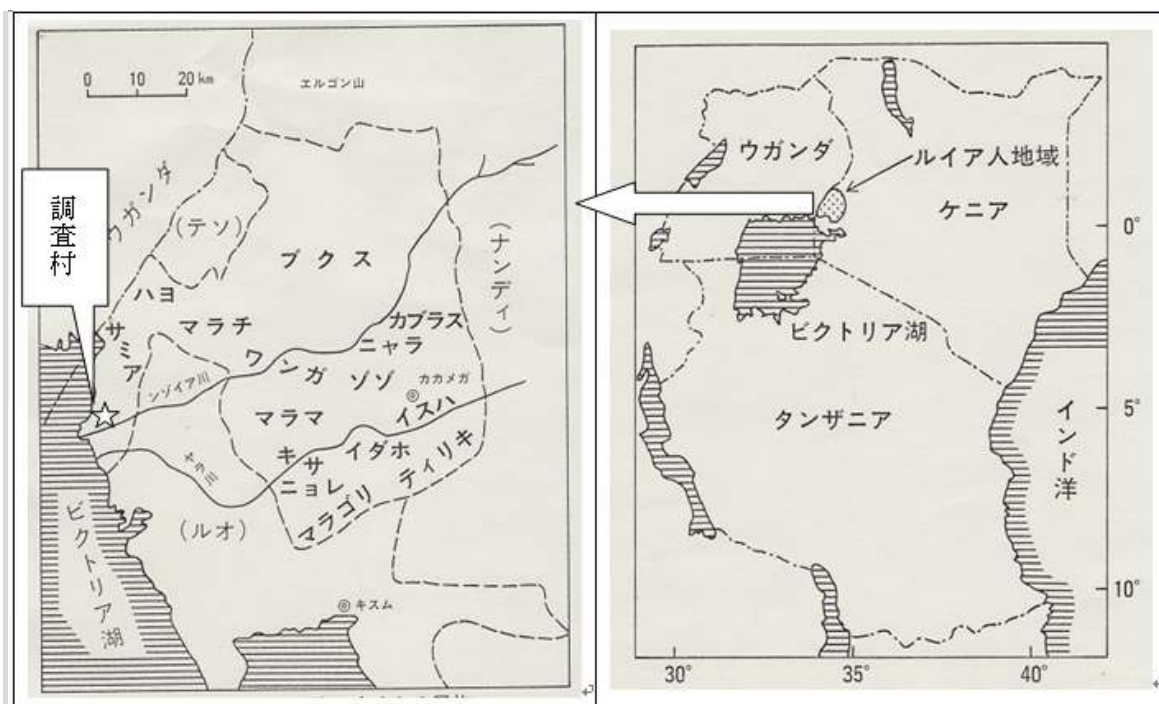 0 10 20 km
エルゴン山
ウガンダ
調査村
(テソ)
(ナンディ)
ブクス
ハヨ
サミア
マラチ
カブラス
ニャラ
ワンガ
ゾゾ
ンゾイア川
カカメガ
マラマ
イスハ
キサ
イダホ
ティリキ
ニョレ
マラゴリ
ヤラ川
(ルオ)
ビクトリア湖
キスム
ウガンダ
ルイア人地域
ケニア
0°
ビクトリア湖
タンザニア
5°
インド洋
10°
30° 35° 40°